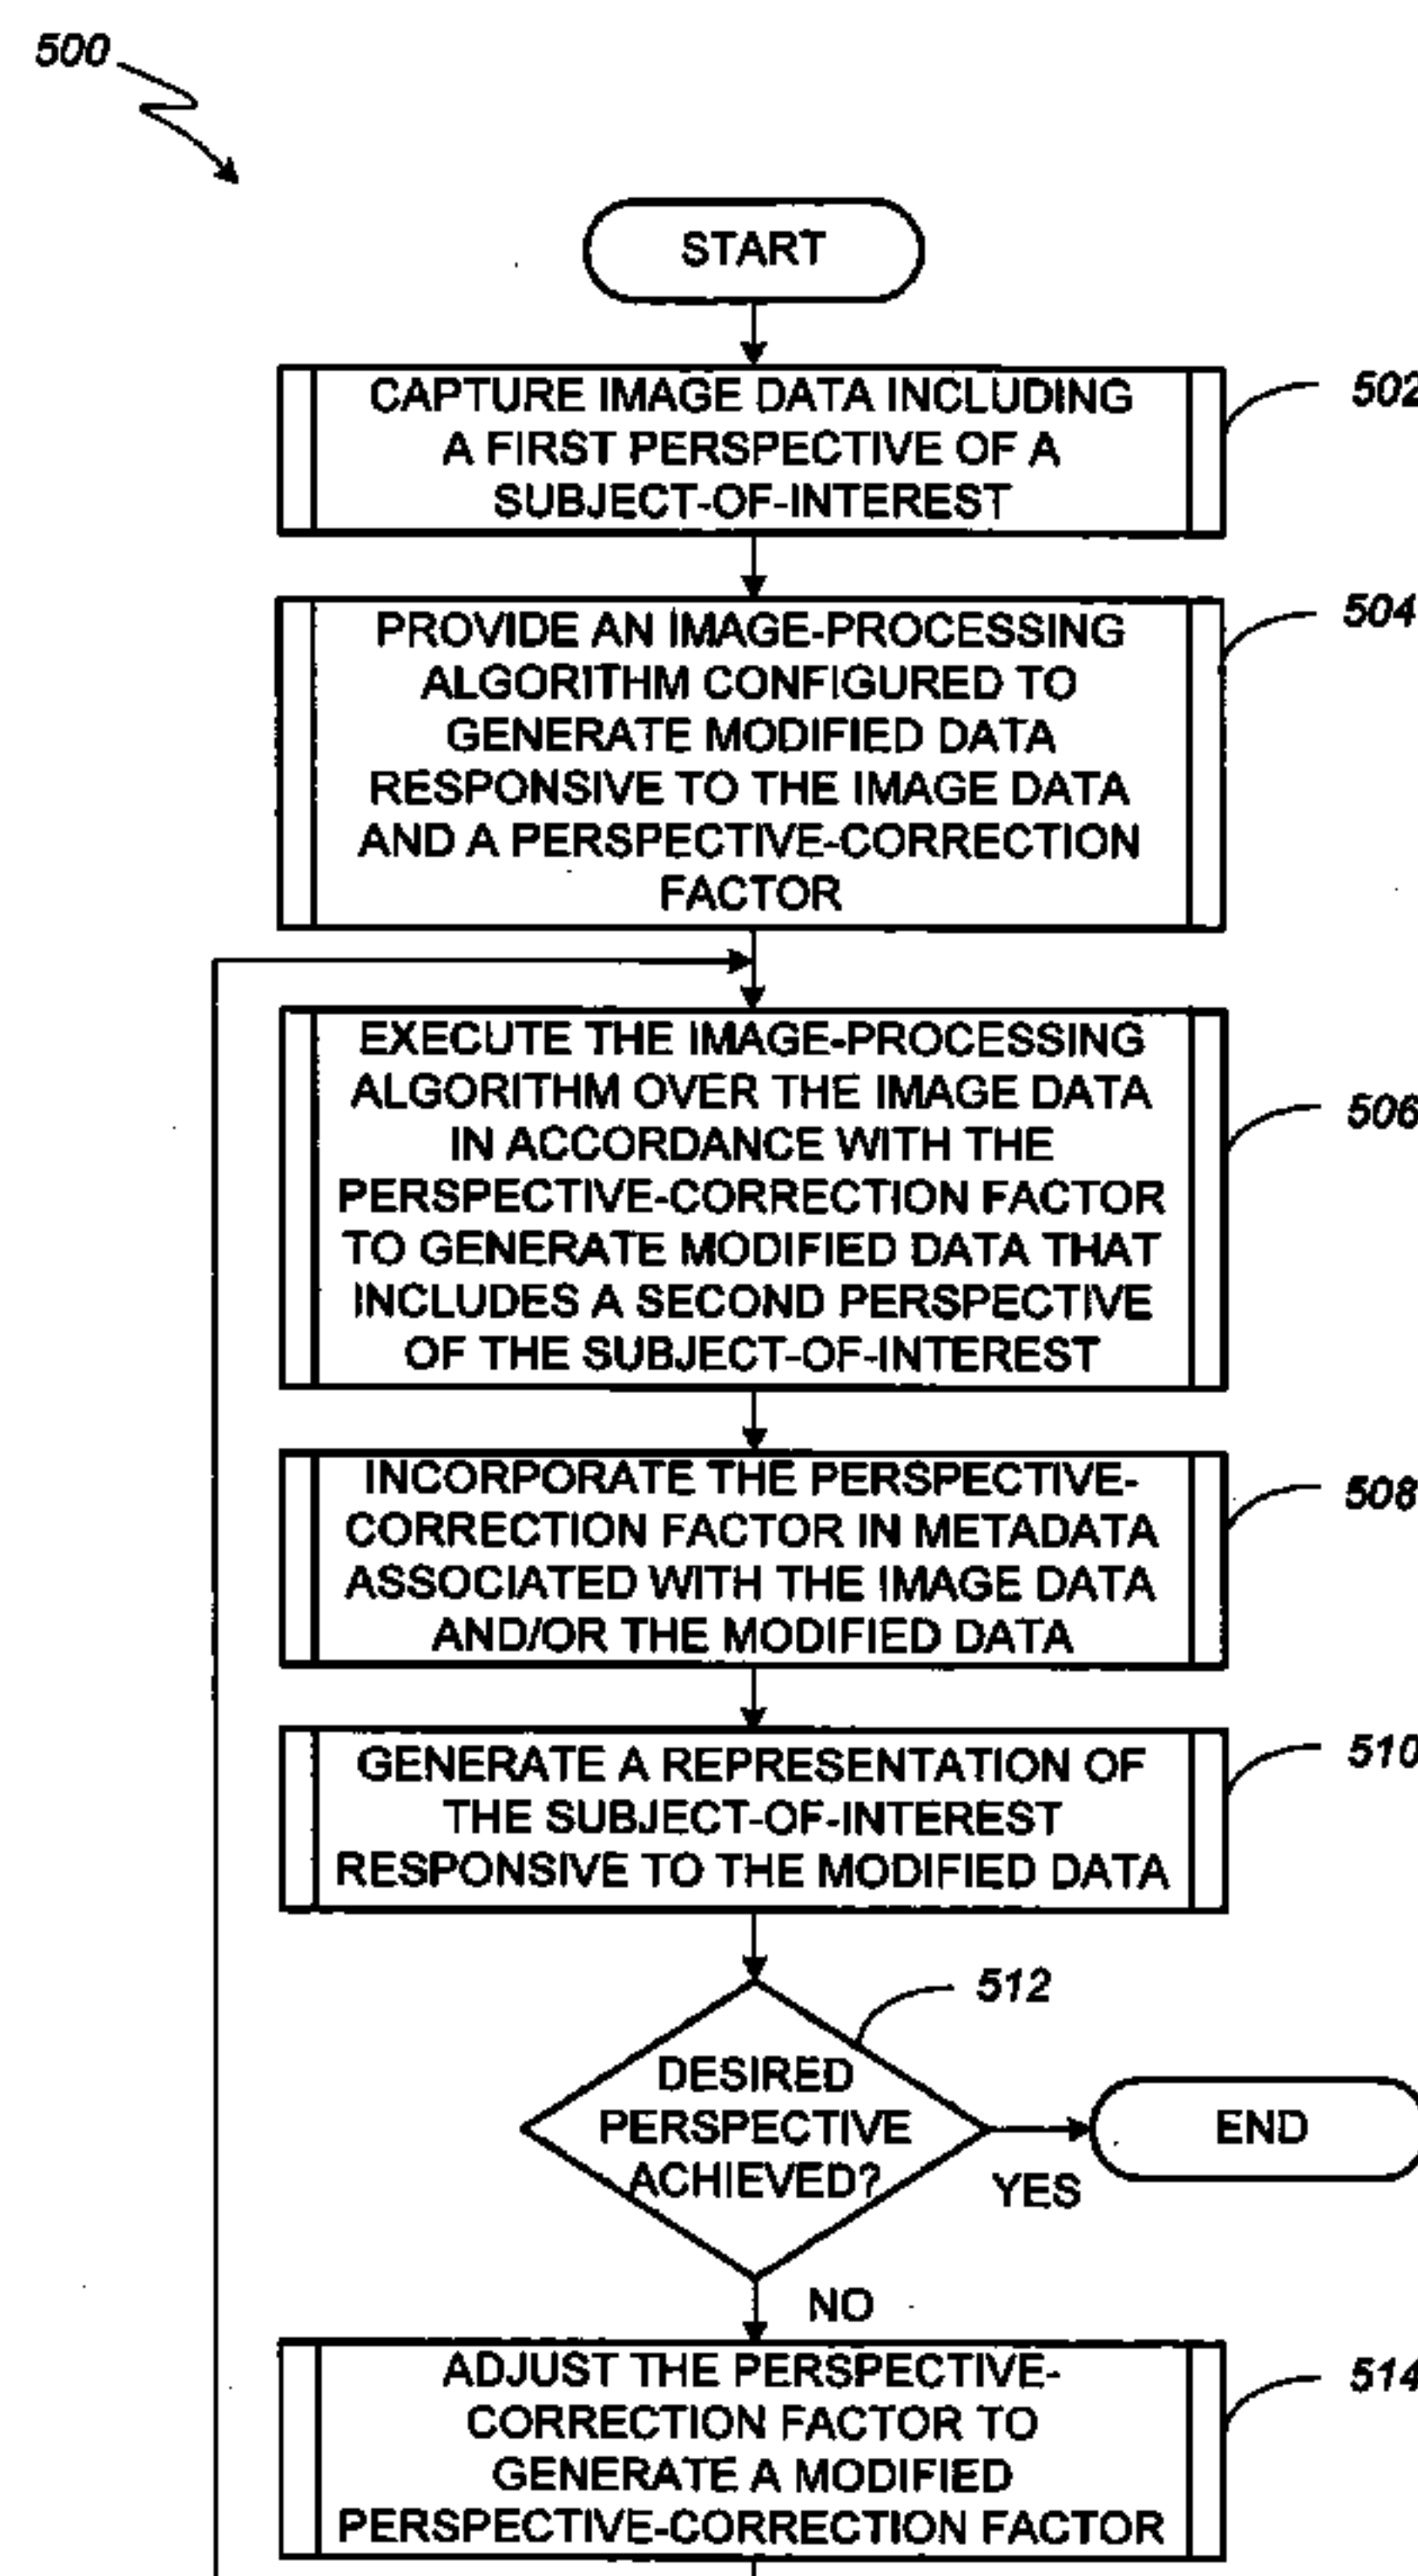 500
START
CAPTURE IMAGE DATA INCLUDING
A FIRST PERSPECTIVE OF A
SUBJECT-OF-INTEREST
502
PROVIDE AN IMAGE-PROCESSING
ALGORITHM CONFIGURED TO
GENERATE MODIFIED DATA
RESPONSIVE TO THE IMAGE DATA
AND A PERSPECTIVE-CORRECTION
FACTOR
504
EXECUTE THE IMAGE-PROCESSING
ALGORITHM OVER THE IMAGE DATA
IN ACCORDANCE WITH THE
PERSPECTIVE-CORRECTION FACTOR
TO GENERATE MODIFIED DATA THAT
INCLUDES A SECOND PERSPECTIVE
OF THE SUBJECT-OF-INTEREST
506
INCORPORATE THE PERSPECTIVE-
CORRECTION FACTOR IN METADATA
ASSOCIATED WITH THE IMAGE DATA
AND/OR THE MODIFIED DATA
508
GENERATE A REPRESENTATION OF
THE SUBJECT-OF-INTEREST
RESPONSIVE TO THE MODIFIED DATA
510
512
DESIRED
PERSPECTIVE
ACHIEVED?
YES
END
NO
ADJUST THE PERSPECTIVE-
CORRECTION FACTOR TO
GENERATE A MODIFIED
PERSPECTIVE-CORRECTION FACTOR
514